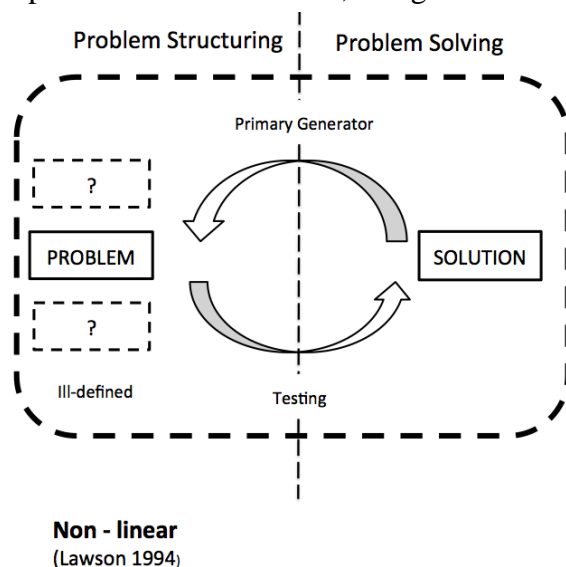 Problem Structuring
Problem Solving
Primary Generator
?
PROBLEM
SOLUTION
?
Ill-defined
Testing
Non - linear
(Lawson 1994)